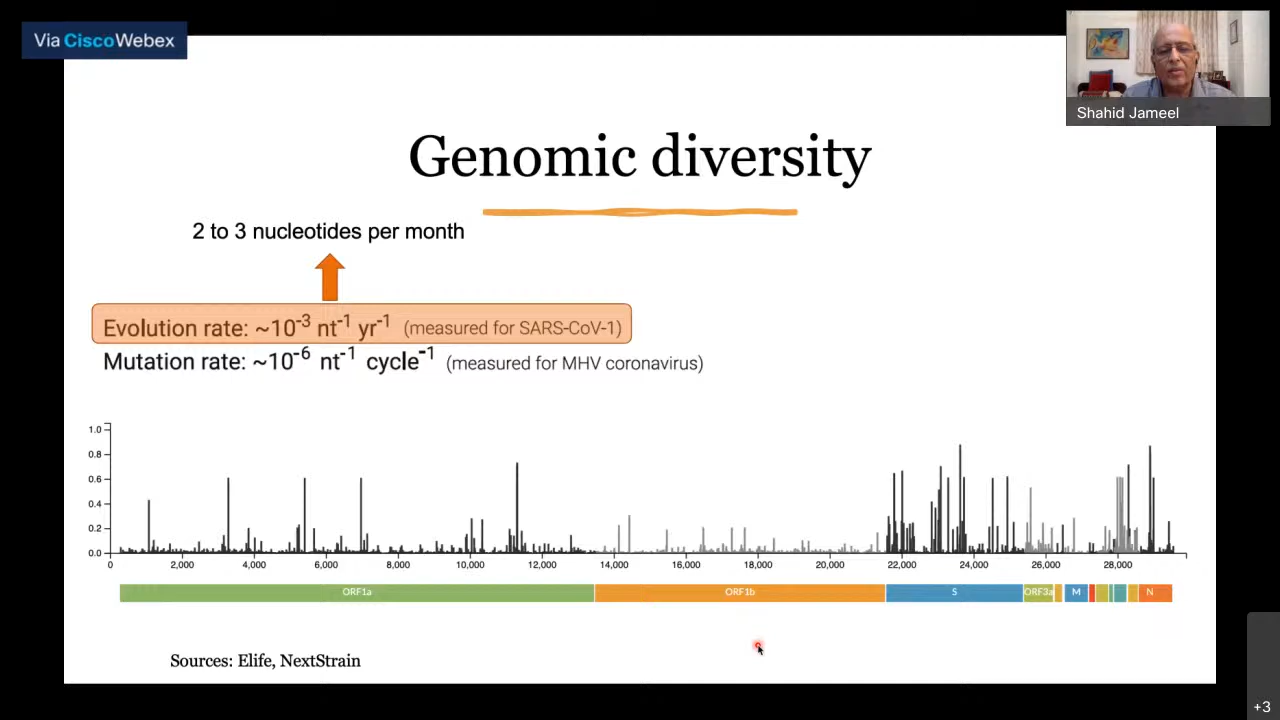 Via Cisco Webex
Shahid Jameel
Genomic diversity
2 to 3 nucleotides per month
Evolution rate: ~10⁻³ nt⁻¹ yr⁻¹ (measured for SARS-CoV-1)
Mutation rate: ~10⁻⁶ nt⁻¹ cycle⁻¹ (measured for MHV coronavirus)
1.0
0.8
0.6
0.4
0.2
0.0
0 2,000 4,000 6,000 8,000 10,000 12,000 14,000 16,000 18,000 20,000 22,000 24,000 26,000 28,000
ORF1a ORF1b S ORF3a M N
Sources: Elife, NextStrain
+3